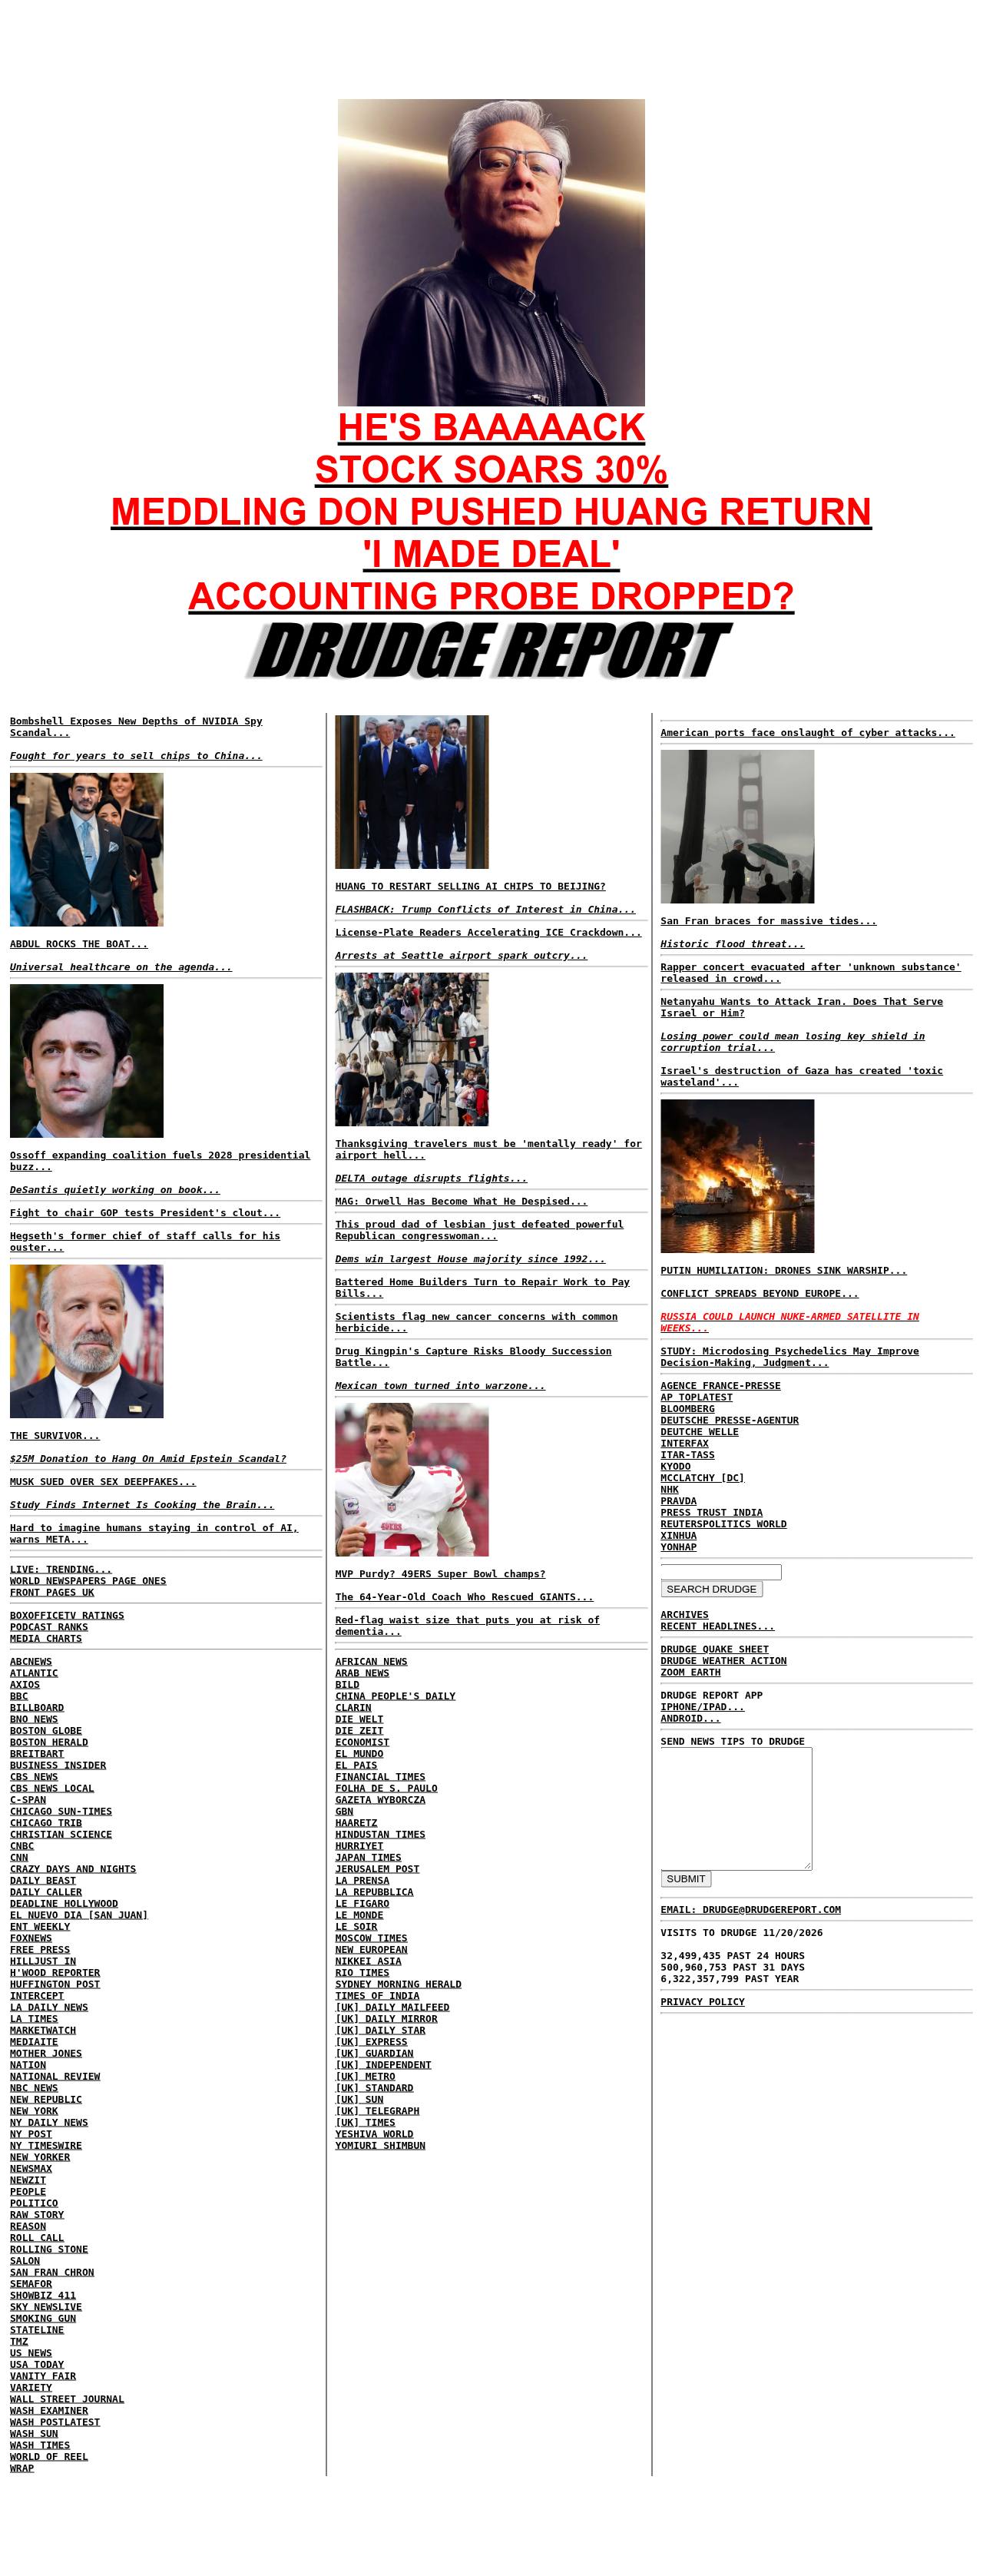 HE'S BAAAAACK
STOCK SOARS 30%
MEDDLING DON PUSHED HUANG RETURN
'I MADE DEAL'
ACCOUNTING PROBE DROPPED?
DRUDGE REPORT
Bombshell Exposes New Depths of NVIDIA Spy
Scandal...
Fought for years to sell chips to China...
ABDUL ROCKS THE BOAT...
Universal healthcare on the agenda...
Ossoff expanding coalition fuels 2028 presidential
buzz...
DeSantis quietly working on book...
Fight to chair GOP tests President's clout...
Hegseth's former chief of staff calls for his
ouster...
THE SURVIVOR...
$25M Donation to Hang On Amid Epstein Scandal?
MUSK SUED OVER SEX DEEPFAKES...
Study Finds Internet Is Cooking the Brain...
Hard to imagine humans staying in control of AI,
warns META...
LIVE: TRENDING...
WORLD NEWSPAPERS PAGE ONES
FRONT PAGES UK
BOXOFFICETV RATINGS
PODCAST RANKS
MEDIA CHARTS
ABCNEWS
ATLANTIC
AXIOS
BBC
BILLBOARD
BNO NEWS
BOSTON GLOBE
BOSTON HERALD
BREITBART
BUSINESS INSIDER
CBS NEWS
CBS NEWS LOCAL
C-SPAN
CHICAGO SUN-TIMES
CHICAGO TRIB
CHRISTIAN SCIENCE
CNBC
CNN
CRAZY DAYS AND NIGHTS
DAILY BEAST
DAILY CALLER
DEADLINE HOLLYWOOD
EL NUEVO DIA [SAN JUAN]
ENT WEEKLY
FOXNEWS
FREE PRESS
HILLJUST IN
H'WOOD REPORTER
HUFFINGTON POST
INTERCEPT
LA DAILY NEWS
LA TIMES
MARKETWATCH
MEDIAITE
MOTHER JONES
NATION
NATIONAL REVIEW
NBC NEWS
NEW REPUBLIC
NEW YORK
NY DAILY NEWS
NY POST
NY TIMESWIRE
NEW YORKER
NEWSMAX
NEWZIT
PEOPLE
POLITICO
RAW STORY
REASON
ROLL CALL
ROLLING STONE
SALON
SAN FRAN CHRON
SEMAFOR
SHOWBIZ 411
SKY NEWSLIVE
SMOKING GUN
STATELINE
TMZ
US NEWS
USA TODAY
VANITY FAIR
VARIETY
WALL STREET JOURNAL
WASH EXAMINER
WASH POSTLATEST
WASH SUN
WASH TIMES
WORLD OF REEL
WRAP
HUANG TO RESTART SELLING AI CHIPS TO BEIJING?
FLASHBACK: Trump Conflicts of Interest in China...
License-Plate Readers Accelerating ICE Crackdown...
Arrests at Seattle airport spark outcry...
Thanksgiving travelers must be 'mentally ready' for
airport hell...
DELTA outage disrupts flights...
MAG: Orwell Has Become What He Despised...
This proud dad of lesbian just defeated powerful
Republican congresswoman...
Dems win largest House majority since 1992...
Battered Home Builders Turn to Repair Work to Pay
Bills...
Scientists flag new cancer concerns with common
herbicide...
Drug Kingpin's Capture Risks Bloody Succession
Battle...
Mexican town turned into warzone...
49ERS
13
MVP Purdy? 49ERS Super Bowl champs?
The 64-Year-Old Coach Who Rescued GIANTS...
Red-flag waist size that puts you at risk of
dementia...
AFRICAN NEWS
ARAB NEWS
BILD
CHINA PEOPLE'S DAILY
CLARIN
DIE WELT
DIE ZEIT
ECONOMIST
EL MUNDO
EL PAIS
FINANCIAL TIMES
FOLHA DE S. PAULO
GAZETA WYBORCZA
GBN
HAARETZ
HINDUSTAN TIMES
HURRIYET
JAPAN TIMES
JERUSALEM POST
LA PRENSA
LA REPUBBLICA
LE FIGARO
LE MONDE
LE SOIR
MOSCOW TIMES
NEW EUROPEAN
NIKKEI ASIA
RIO TIMES
SYDNEY MORNING HERALD
TIMES OF INDIA
[UK] DAILY MAILFEED
[UK] DAILY MIRROR
[UK] DAILY STAR
[UK] EXPRESS
[UK] GUARDIAN
[UK] INDEPENDENT
[UK] METRO
[UK] STANDARD
[UK] SUN
[UK] TELEGRAPH
[UK] TIMES
YESHIVA WORLD
YOMIURI SHIMBUN
American ports face onslaught of cyber attacks...
San Fran braces for massive tides...
Historic flood threat...
Rapper concert evacuated after 'unknown substance'
released in crowd...
Netanyahu Wants to Attack Iran. Does That Serve
Israel or Him?
Losing power could mean losing key shield in
corruption trial...
Israel's destruction of Gaza has created 'toxic
wasteland'...
PUTIN HUMILIATION: DRONES SINK WARSHIP...
CONFLICT SPREADS BEYOND EUROPE...
RUSSIA COULD LAUNCH NUKE-ARMED SATELLITE IN
WEEKS...
STUDY: Microdosing Psychedelics May Improve
Decision-Making, Judgment...
AGENCE FRANCE-PRESSE
AP TOPLATEST
BLOOMBERG
DEUTSCHE PRESSE-AGENTUR
DEUTCHE WELLE
INTERFAX
ITAR-TASS
KYODO
MCCLATCHY [DC]
NHK
PRAVDA
PRESS TRUST INDIA
REUTERSPOLITICS WORLD
XINHUA
YONHAP
SEARCH DRUDGE
ARCHIVES
RECENT HEADLINES...
DRUDGE QUAKE SHEET
DRUDGE WEATHER ACTION
ZOOM EARTH
DRUDGE REPORT APP
IPHONE/IPAD...
ANDROID...
SEND NEWS TIPS TO DRUDGE
SUBMIT
EMAIL: DRUDGE@DRUDGEREPORT.COM
VISITS TO DRUDGE 11/20/2026
32,499,435 PAST 24 HOURS
500,960,753 PAST 31 DAYS
6,322,357,799 PAST YEAR
PRIVACY POLICY